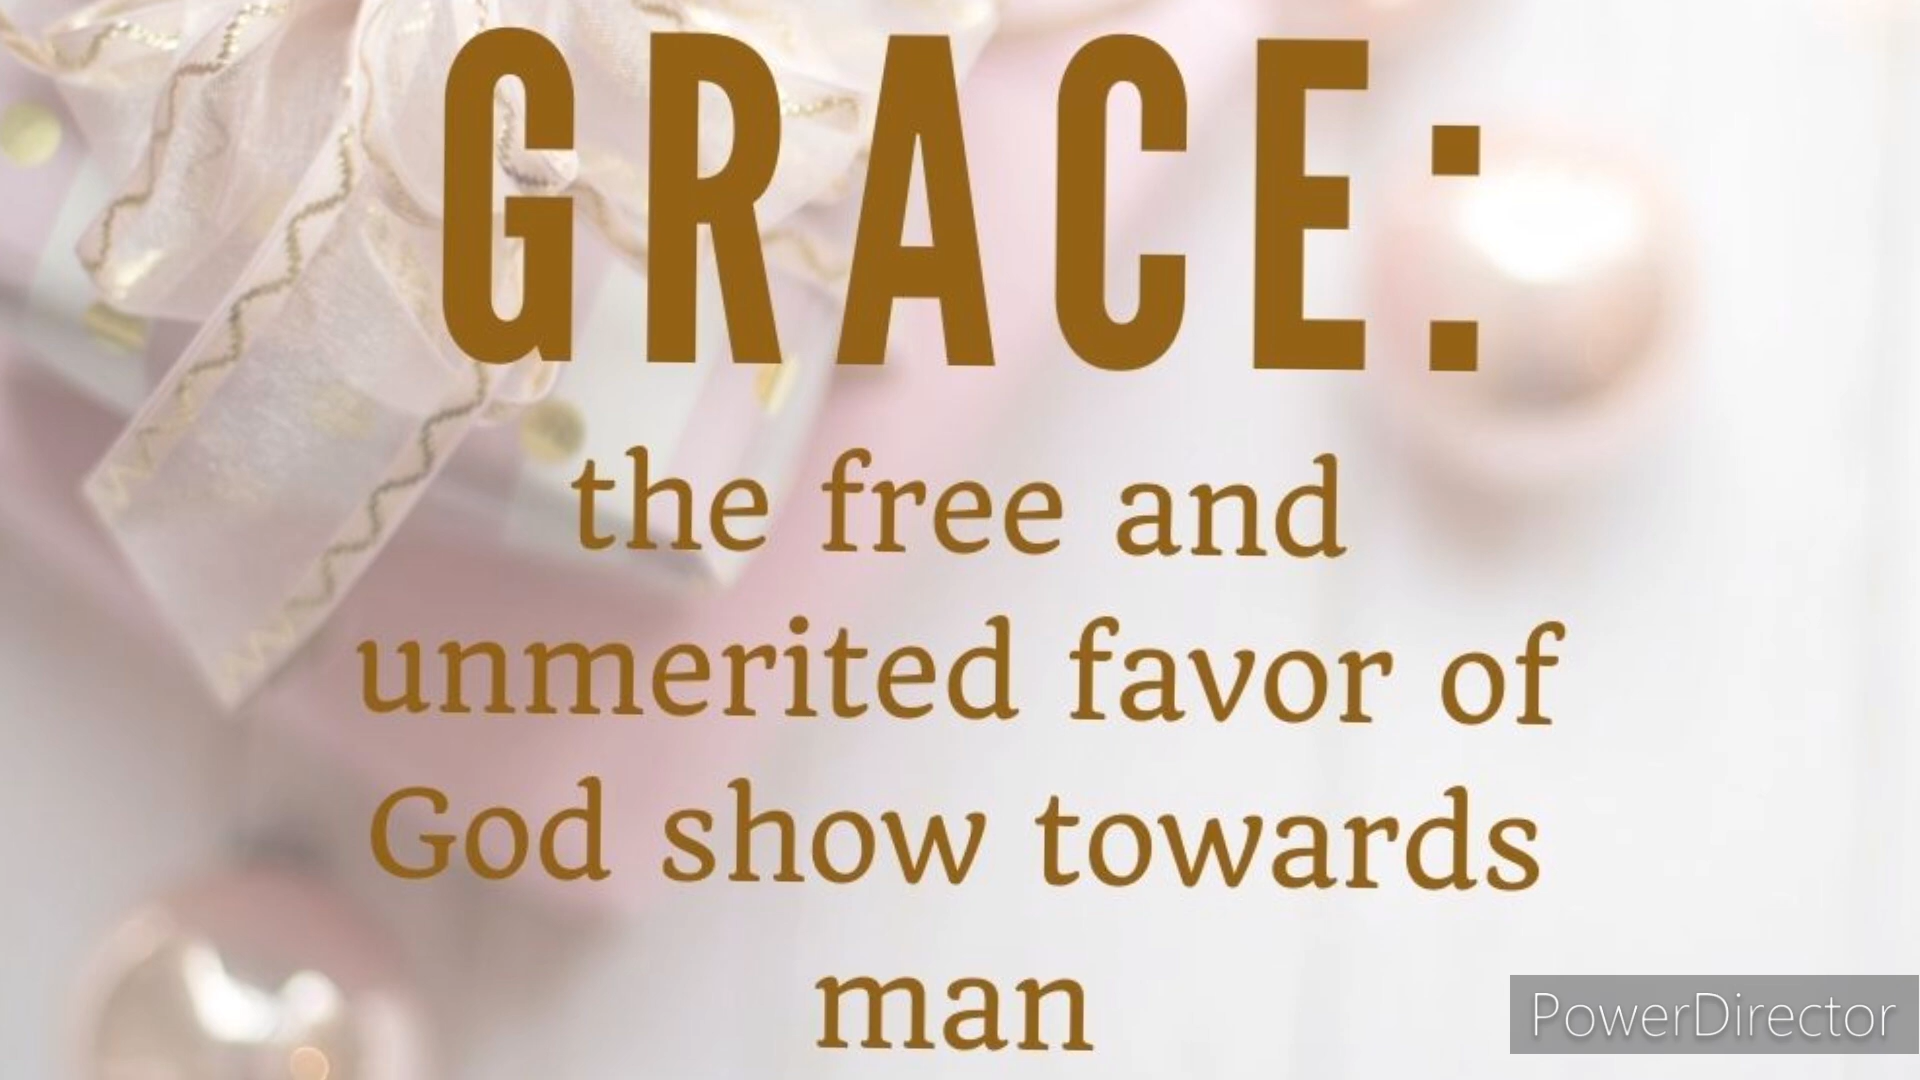 GRACE:
the free and
unmerited favor of
God show towards
man
PowerDirector